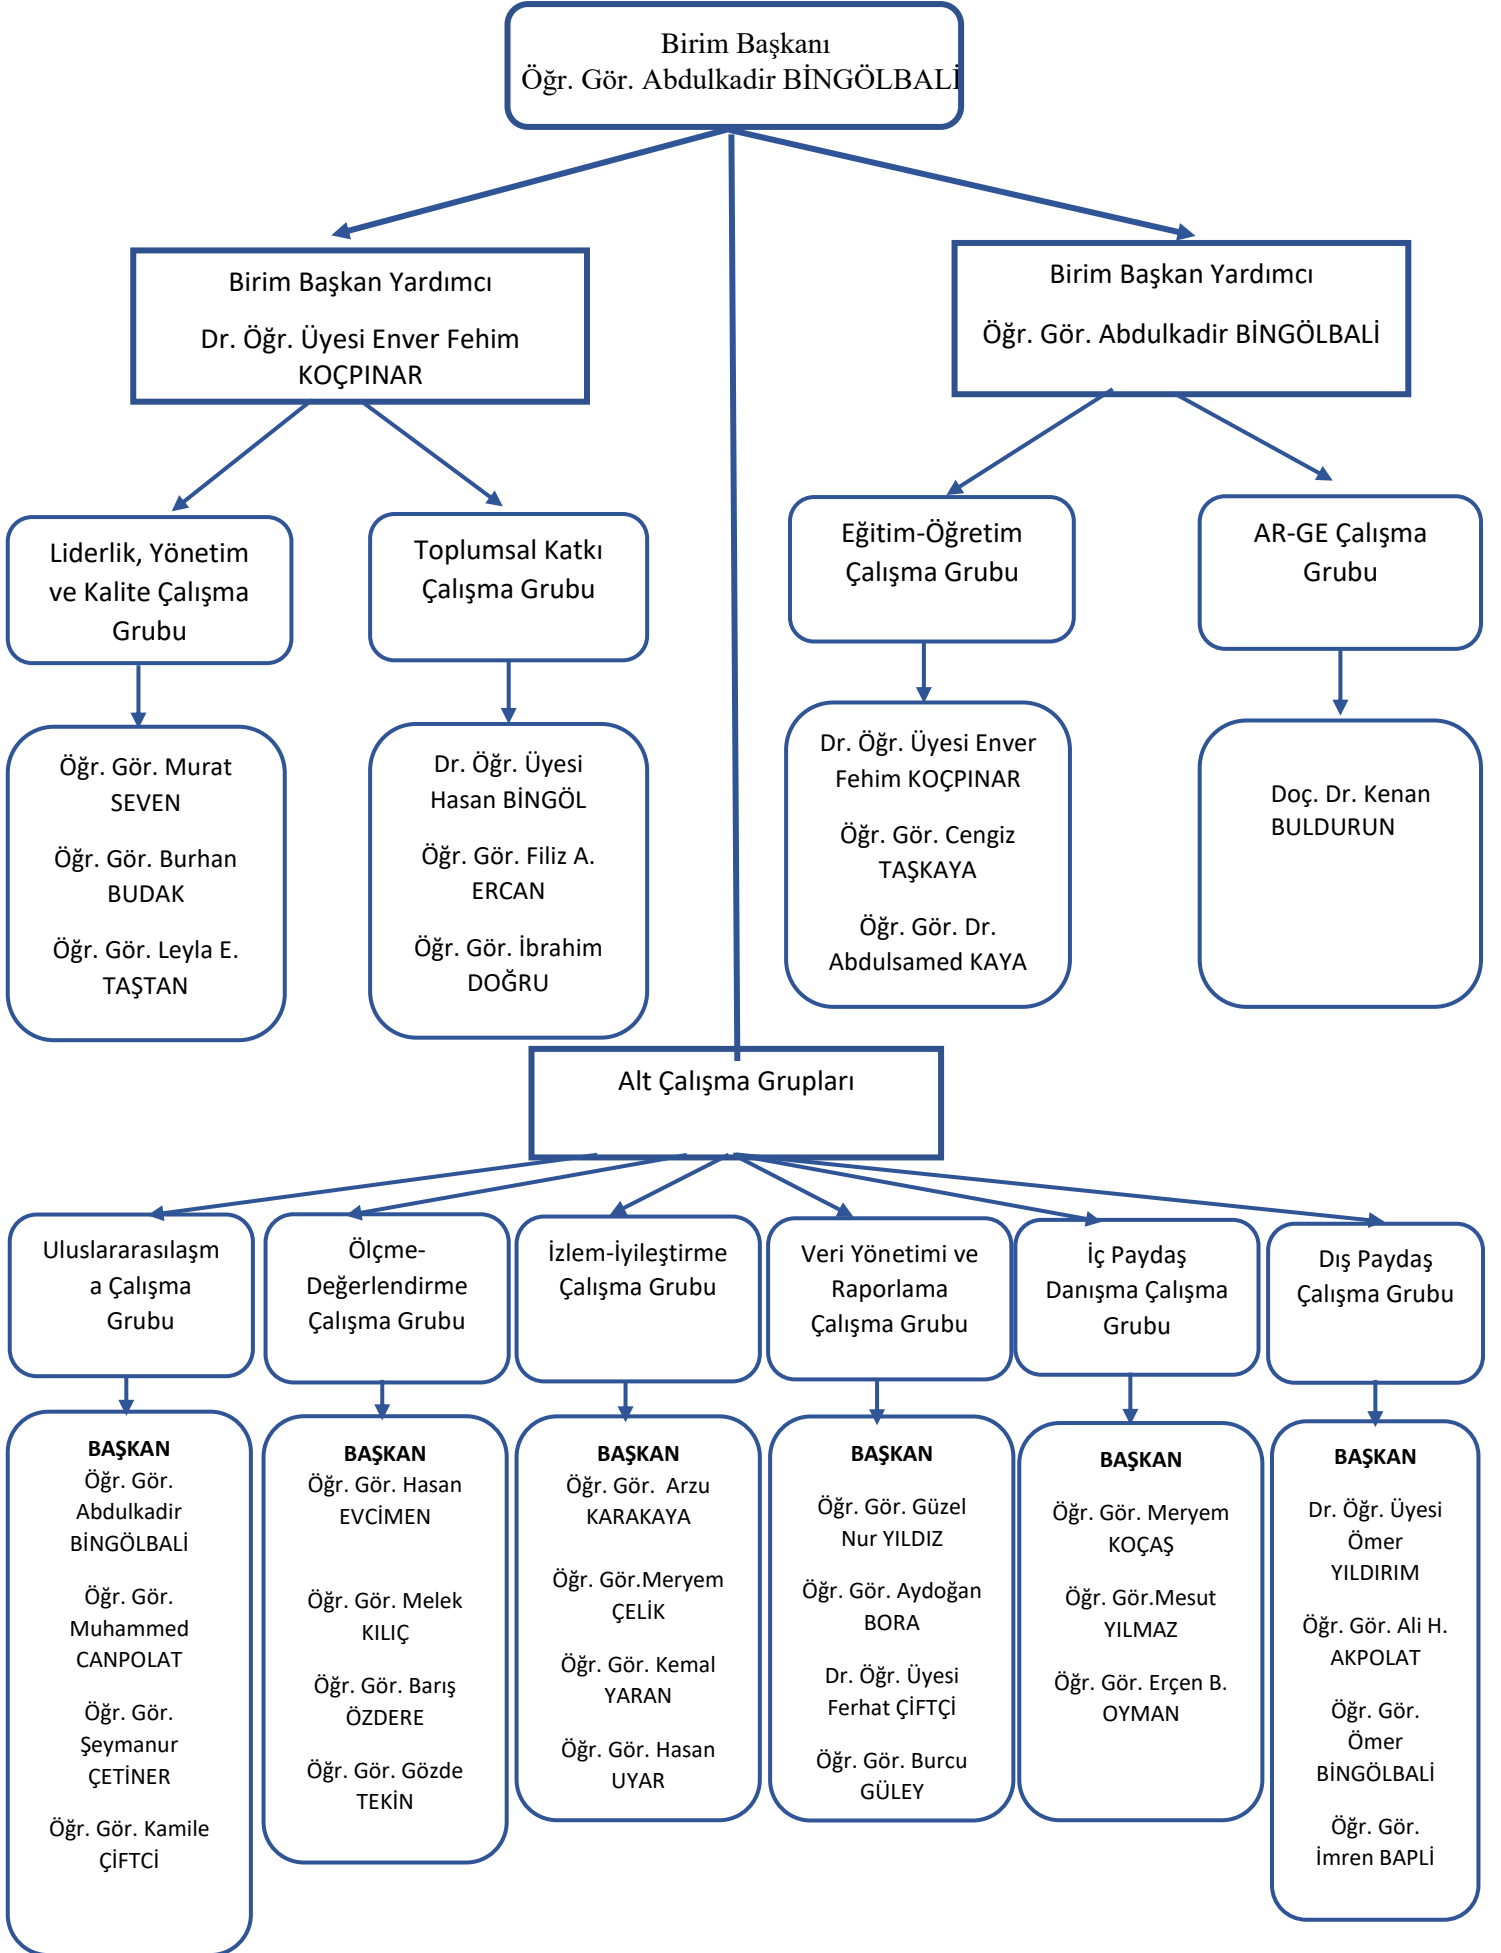 Birim Başkanı
Öğr. Gör. Abdulkadir BİNGÖLBALİ
Birim Başkan Yardımcı
Dr. Öğr. Üyesi Enver Fehim
KOÇPINAR
Birim Başkan Yardımcı
Öğr. Gör. Abdulkadir BİNGÖLBALİ
Liderlik, Yönetim
ve Kalite Çalışma
Grubu
Toplumsal Katkı
Çalışma Grubu
Eğitim-Öğretim
Çalışma Grubu
AR-GE Çalışma
Grubu
Öğr. Gör. Murat
SEVEN
Öğr. Gör. Burhan
BUDAK
Öğr. Gör. Leyla E.
TAŞTAN
Dr. Öğr. Üyesi
Hasan BİNGÖL
Öğr. Gör. Filiz A.
ERCAN
Öğr. Gör. İbrahim
DOĞRU
Dr. Öğr. Üyesi Enver
Fehim KOÇPINAR
Öğr. Gör. Cengiz
TAŞKAYA
Öğr. Gör. Dr.
Abdulsamed KAYA
Doç. Dr. Kenan
BULDURUN
Alt Çalışma Grupları
Uluslararasılaşm
a Çalışma
Grubu
Ölçme-
Değerlendirme
Çalışma Grubu
İzlem-İyileştirme
Çalışma Grubu
Veri Yönetimi ve
Raporlama
Çalışma Grubu
İç Paydaş
Danışma Çalışma
Grubu
Dış Paydaş
Çalışma Grubu
BAŞKAN
Öğr. Gör.
Abdulkadir
BİNGÖLBALİ
Öğr. Gör.
Muhammed
CANPOLAT
Öğr. Gör.
Şeymanur
ÇETİNER
Öğr. Gör. Kamile
ÇİFTCİ
BAŞKAN
Öğr. Gör. Hasan
EVCİMEN
Öğr. Gör. Melek
KILIÇ
Öğr. Gör. Barış
ÖZDERE
Öğr. Gör. Gözde
TEKİN
BAŞKAN
Öğr. Gör.  Arzu
KARAKAYA
Öğr. Gör.Meryem
ÇELİK
Öğr. Gör. Kemal
YARAN
Öğr. Gör. Hasan
UYAR
BAŞKAN
Öğr. Gör. Güzel
Nur YILDIZ
Öğr. Gör. Aydoğan
BORA
Dr. Öğr. Üyesi
Ferhat ÇİFTÇİ
Öğr. Gör. Burcu
GÜLEY
BAŞKAN
Öğr. Gör. Meryem
KOÇAŞ
Öğr. Gör.Mesut
YILMAZ
Öğr. Gör. Erçen B.
OYMAN
BAŞKAN
Dr. Öğr. Üyesi
Ömer
YILDIRIM
Öğr. Gör. Ali H.
AKPOLAT
Öğr. Gör.
Ömer
BİNGÖLBALİ
Öğr. Gör.
İmren BAPLİ